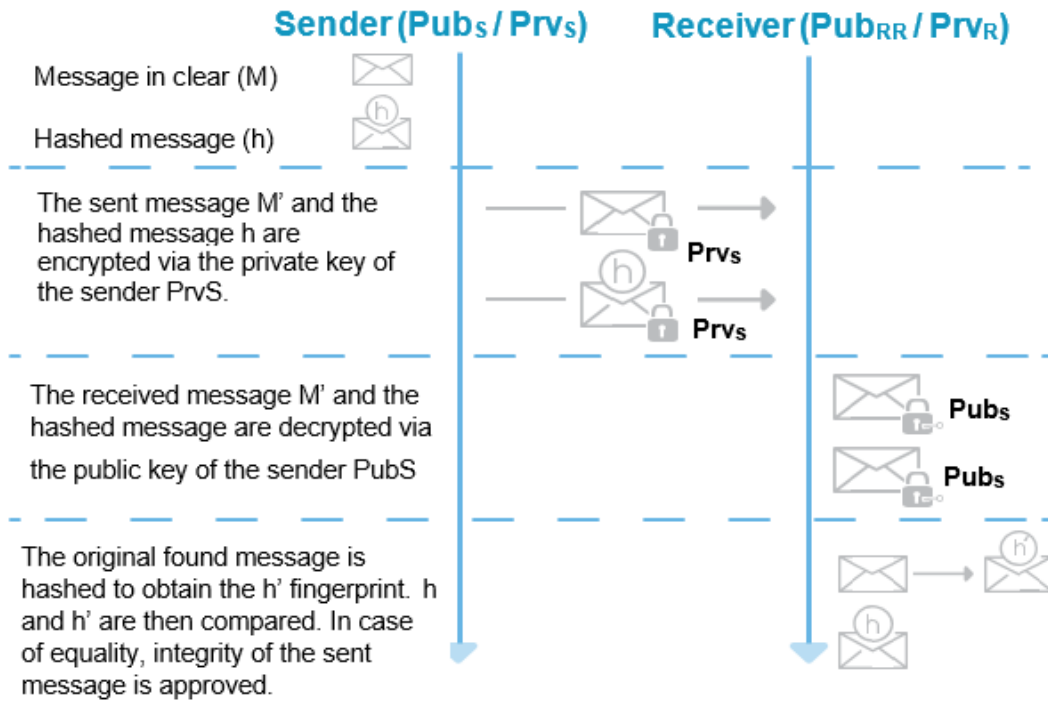 Sender (PubS / PrvS) Receiver (PubRR / PrvR)
Message in clear (M)
h
Hashed message (h)
The sent message M' and the
hashed message h are
encrypted via the private key of
the sender PrvS.
PrvS
h
PrvS
The received message M' and the
hashed message are decrypted via
the public key of the sender PubS
PubS
PubS
The original found message is
hashed to obtain the h' fingerprint. h
and h' are then compared. In case
of equality, integrity of the sent
message is approved.
h'
h